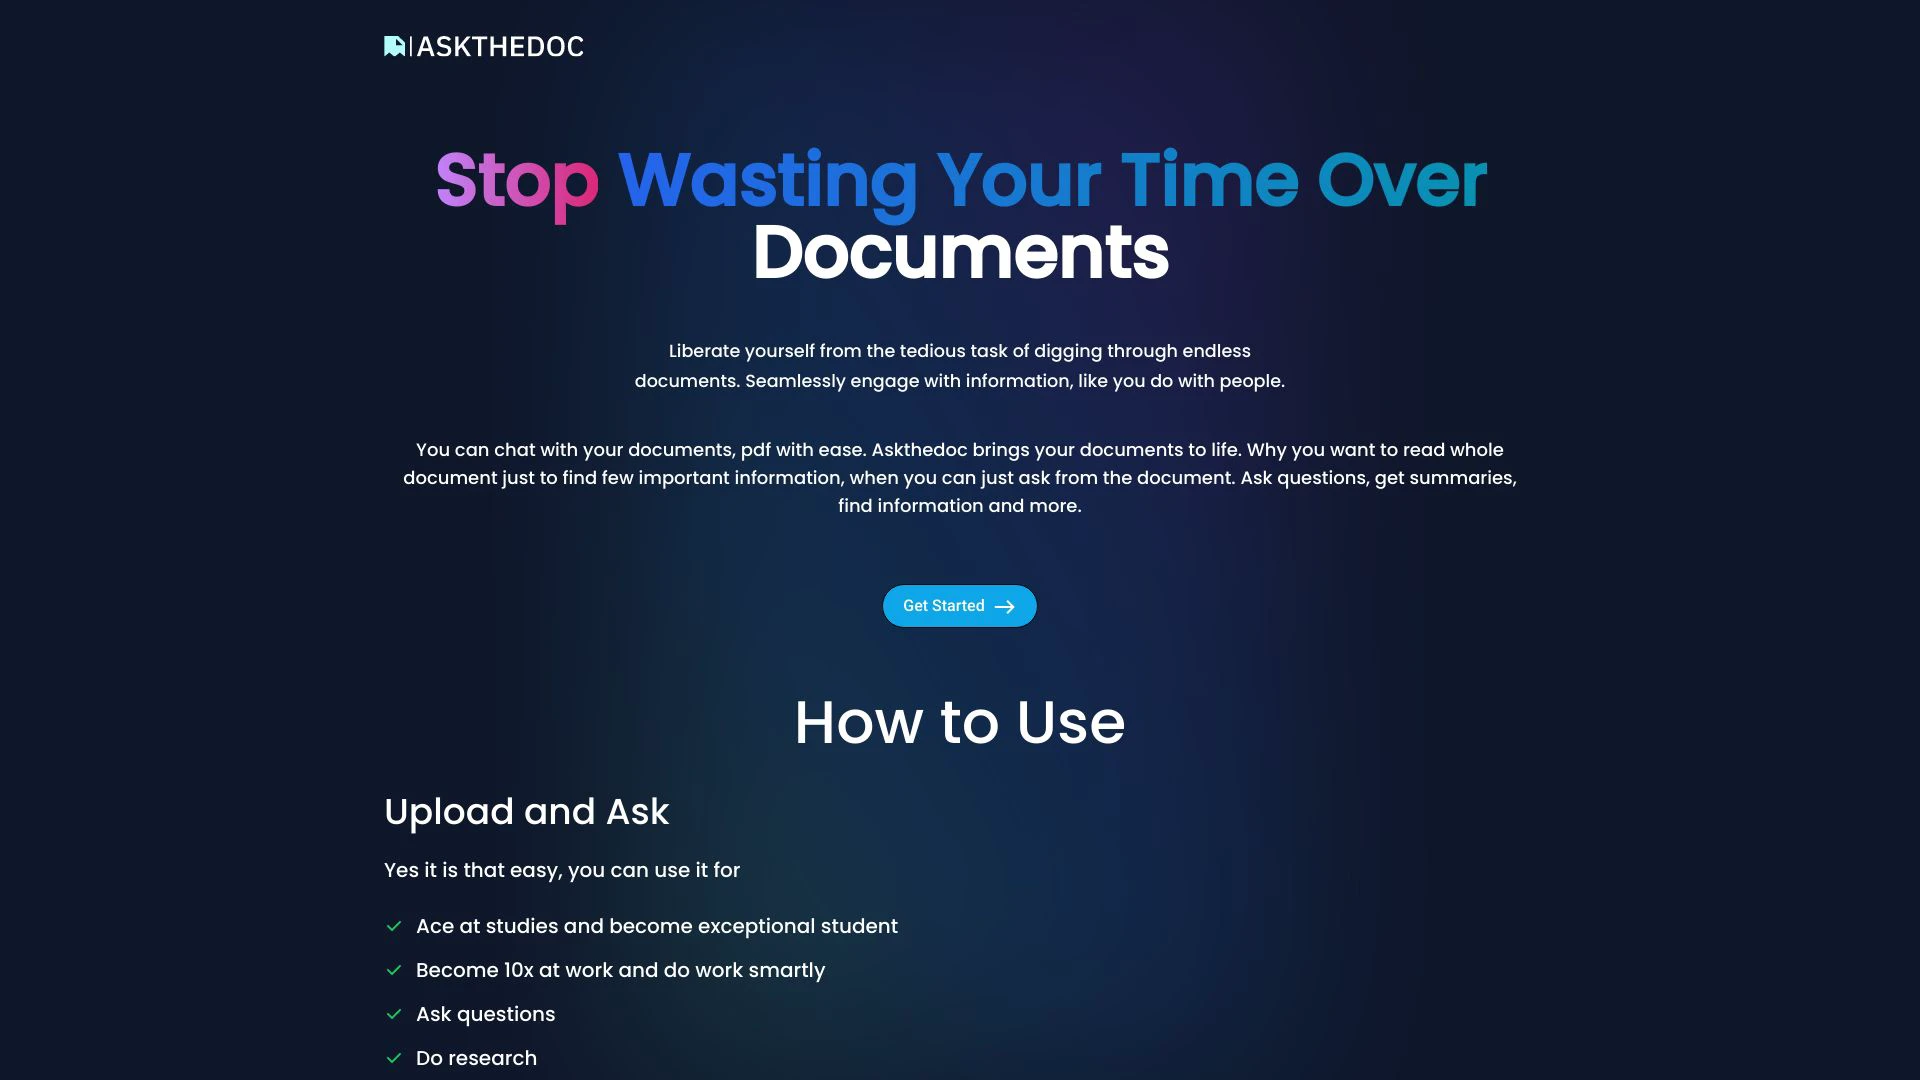 ASKTHEDOC
Stop Wasting Your Time Over
Documents
Liberate yourself from the tedious task of digging through endless
documents. Seamlessly engage with information, like you do with people.
You can chat with your documents, pdf with ease. Askthedoc brings your documents to life. Why you want to read whole
document just to find few important information, when you can just ask from the document. Ask questions, get summaries,
find information and more.
Get Started
How to Use
Upload and Ask
Yes it is that easy, you can use it for
Ace at studies and become exceptional student
Become 10x at work and do work smartly
Ask questions
Do research